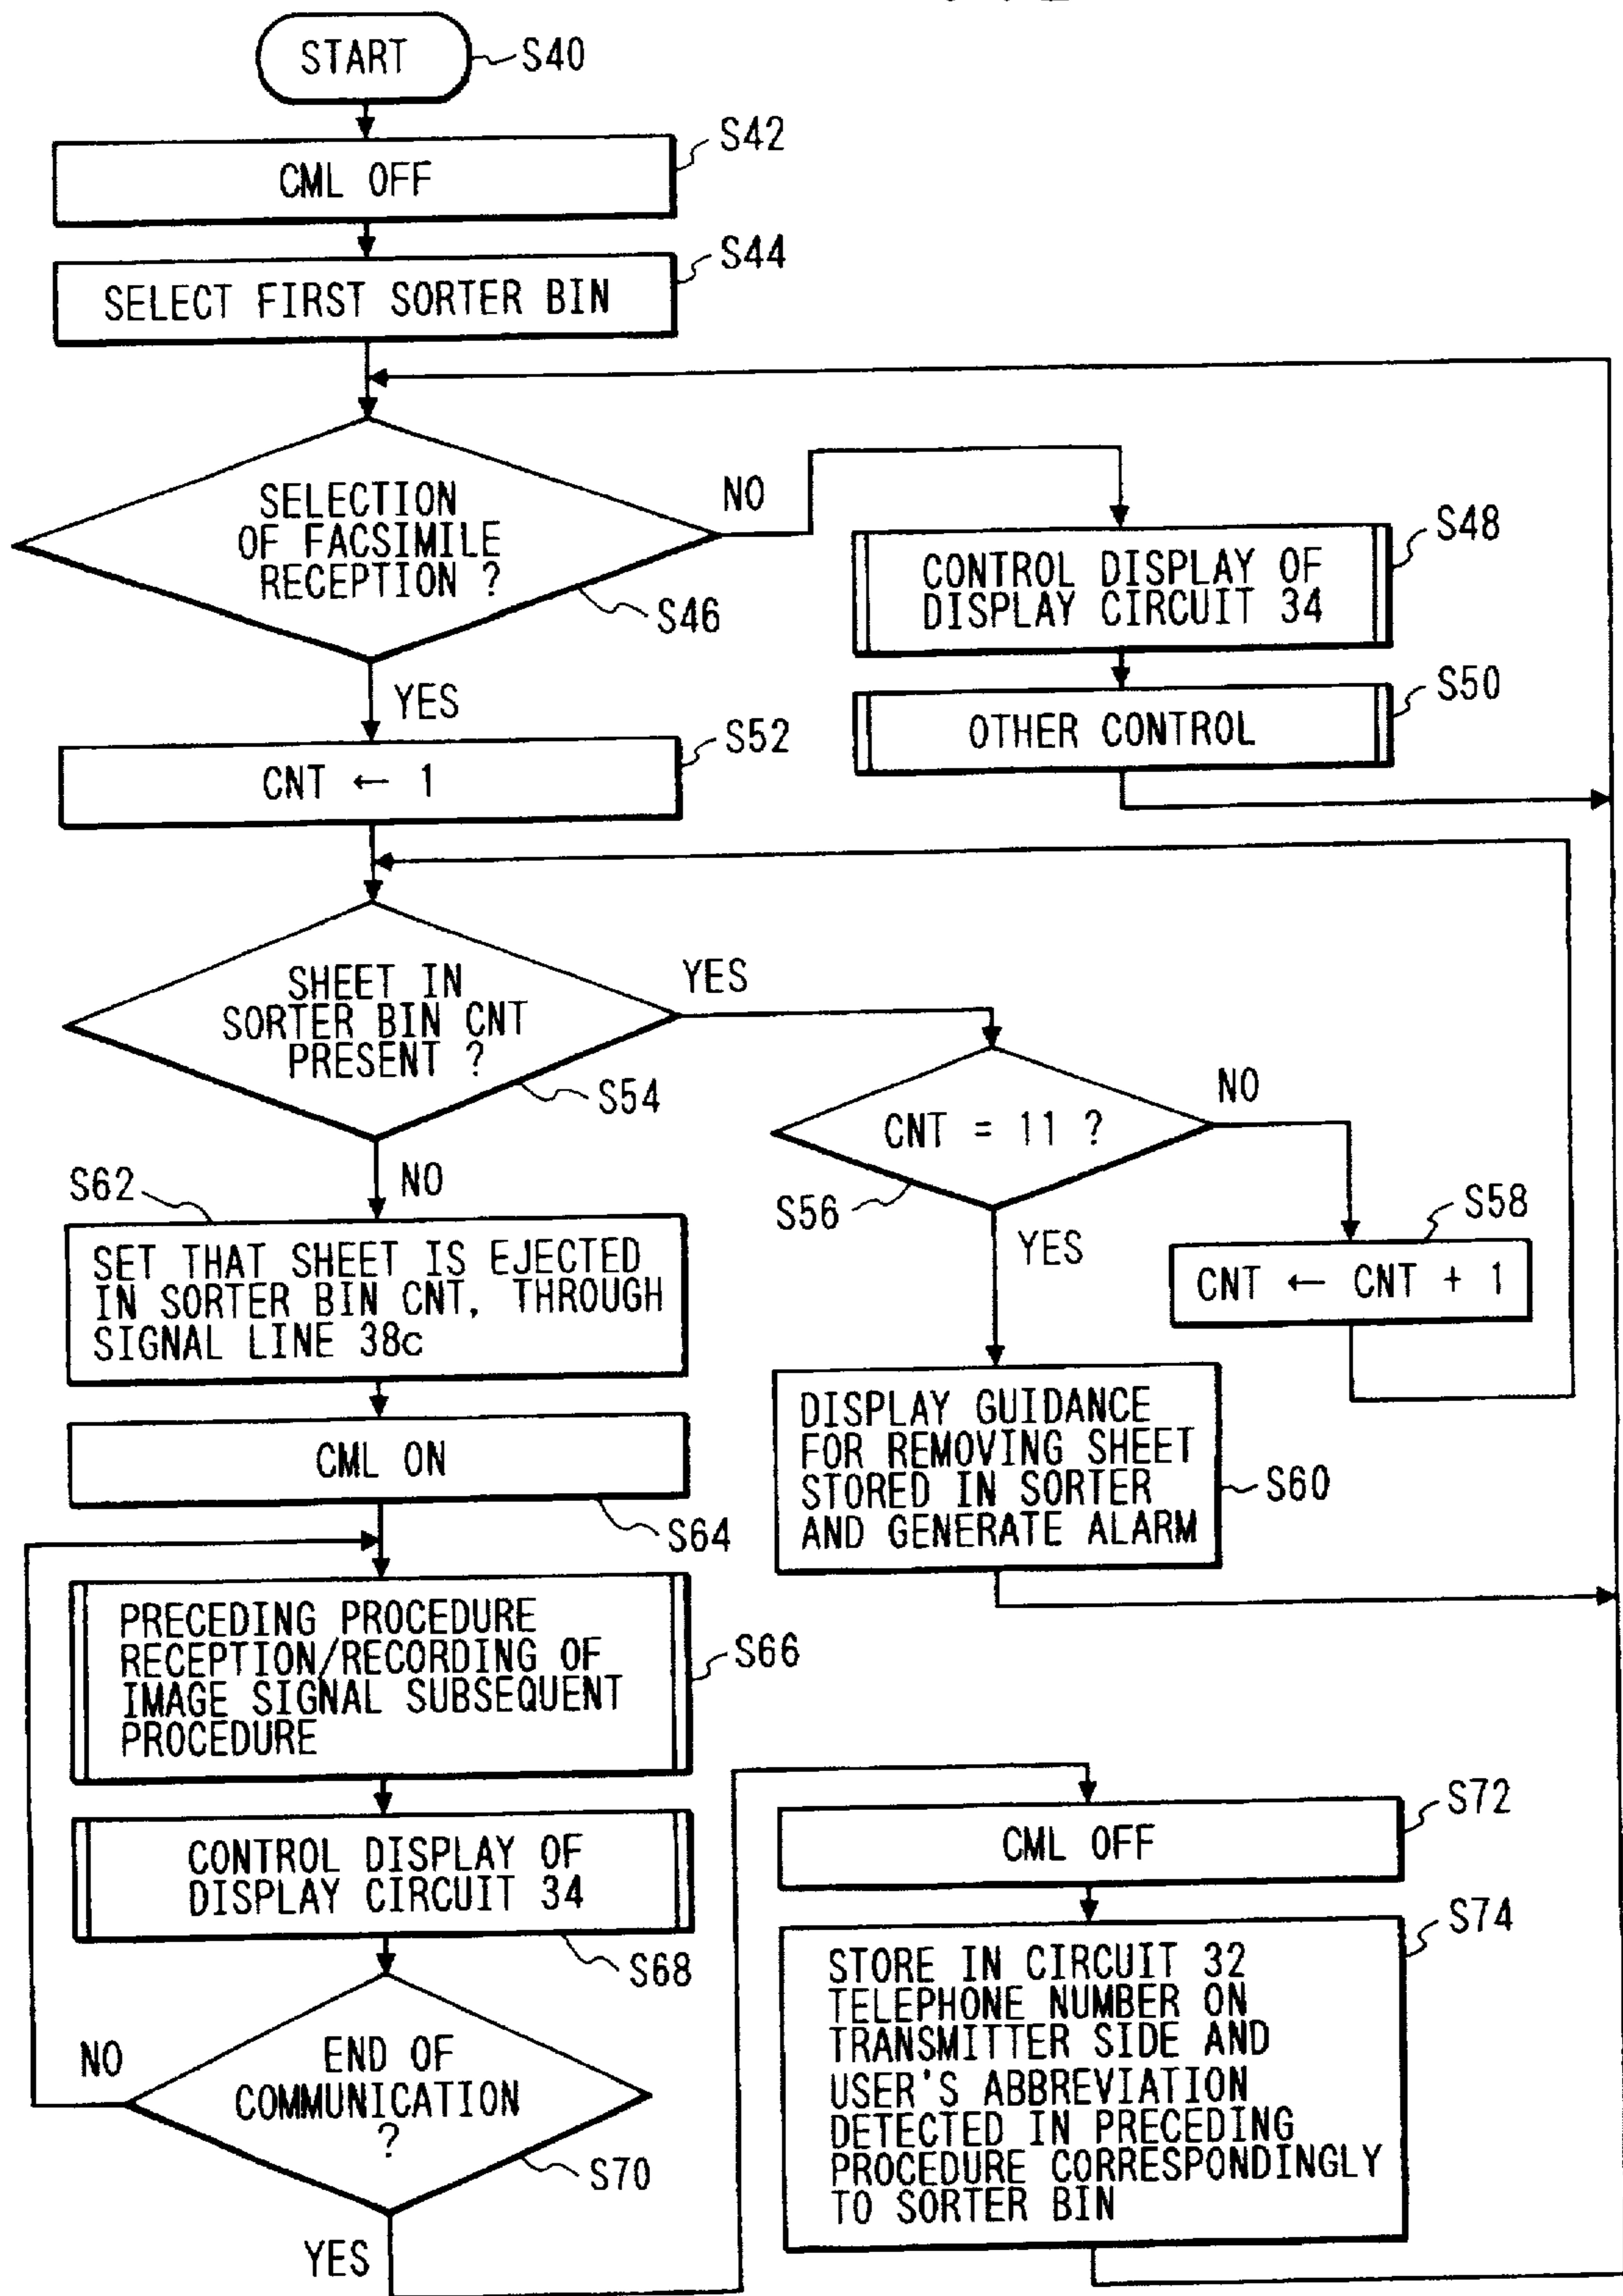 START
S40
S42
CML OFF
S44
SELECT FIRST SORTER BIN
SELECTION
OF FACSIMILE
RECEPTION ?
NO
S46
S48
CONTROL DISPLAY OF
DISPLAY CIRCUIT 34
S50
OTHER CONTROL
YES
S52
CNT ← 1
SHEET IN
SORTER BIN CNT
PRESENT ?
YES
S54
CNT = 11 ?
NO
S56
YES
S58
CNT ← CNT + 1
DISPLAY GUIDANCE
FOR REMOVING SHEET
STORED IN SORTER
AND GENERATE ALARM
S60
NO
S62
SET THAT SHEET IS EJECTED
IN SORTER BIN CNT, THROUGH
SIGNAL LINE 38c
CML ON
S64
PRECEDING PROCEDURE
RECEPTION/RECORDING OF
IMAGE SIGNAL SUBSEQUENT
PROCEDURE
S66
CONTROL DISPLAY OF
DISPLAY CIRCUIT 34
S68
END OF
COMMUNICATION
?
NO
S70
YES
S72
CML OFF
S74
STORE IN CIRCUIT 32
TELEPHONE NUMBER ON
TRANSMITTER SIDE AND
USER'S ABBREVIATION
DETECTED IN PRECEDING
PROCEDURE CORRESPONDINGLY
TO SORTER BIN